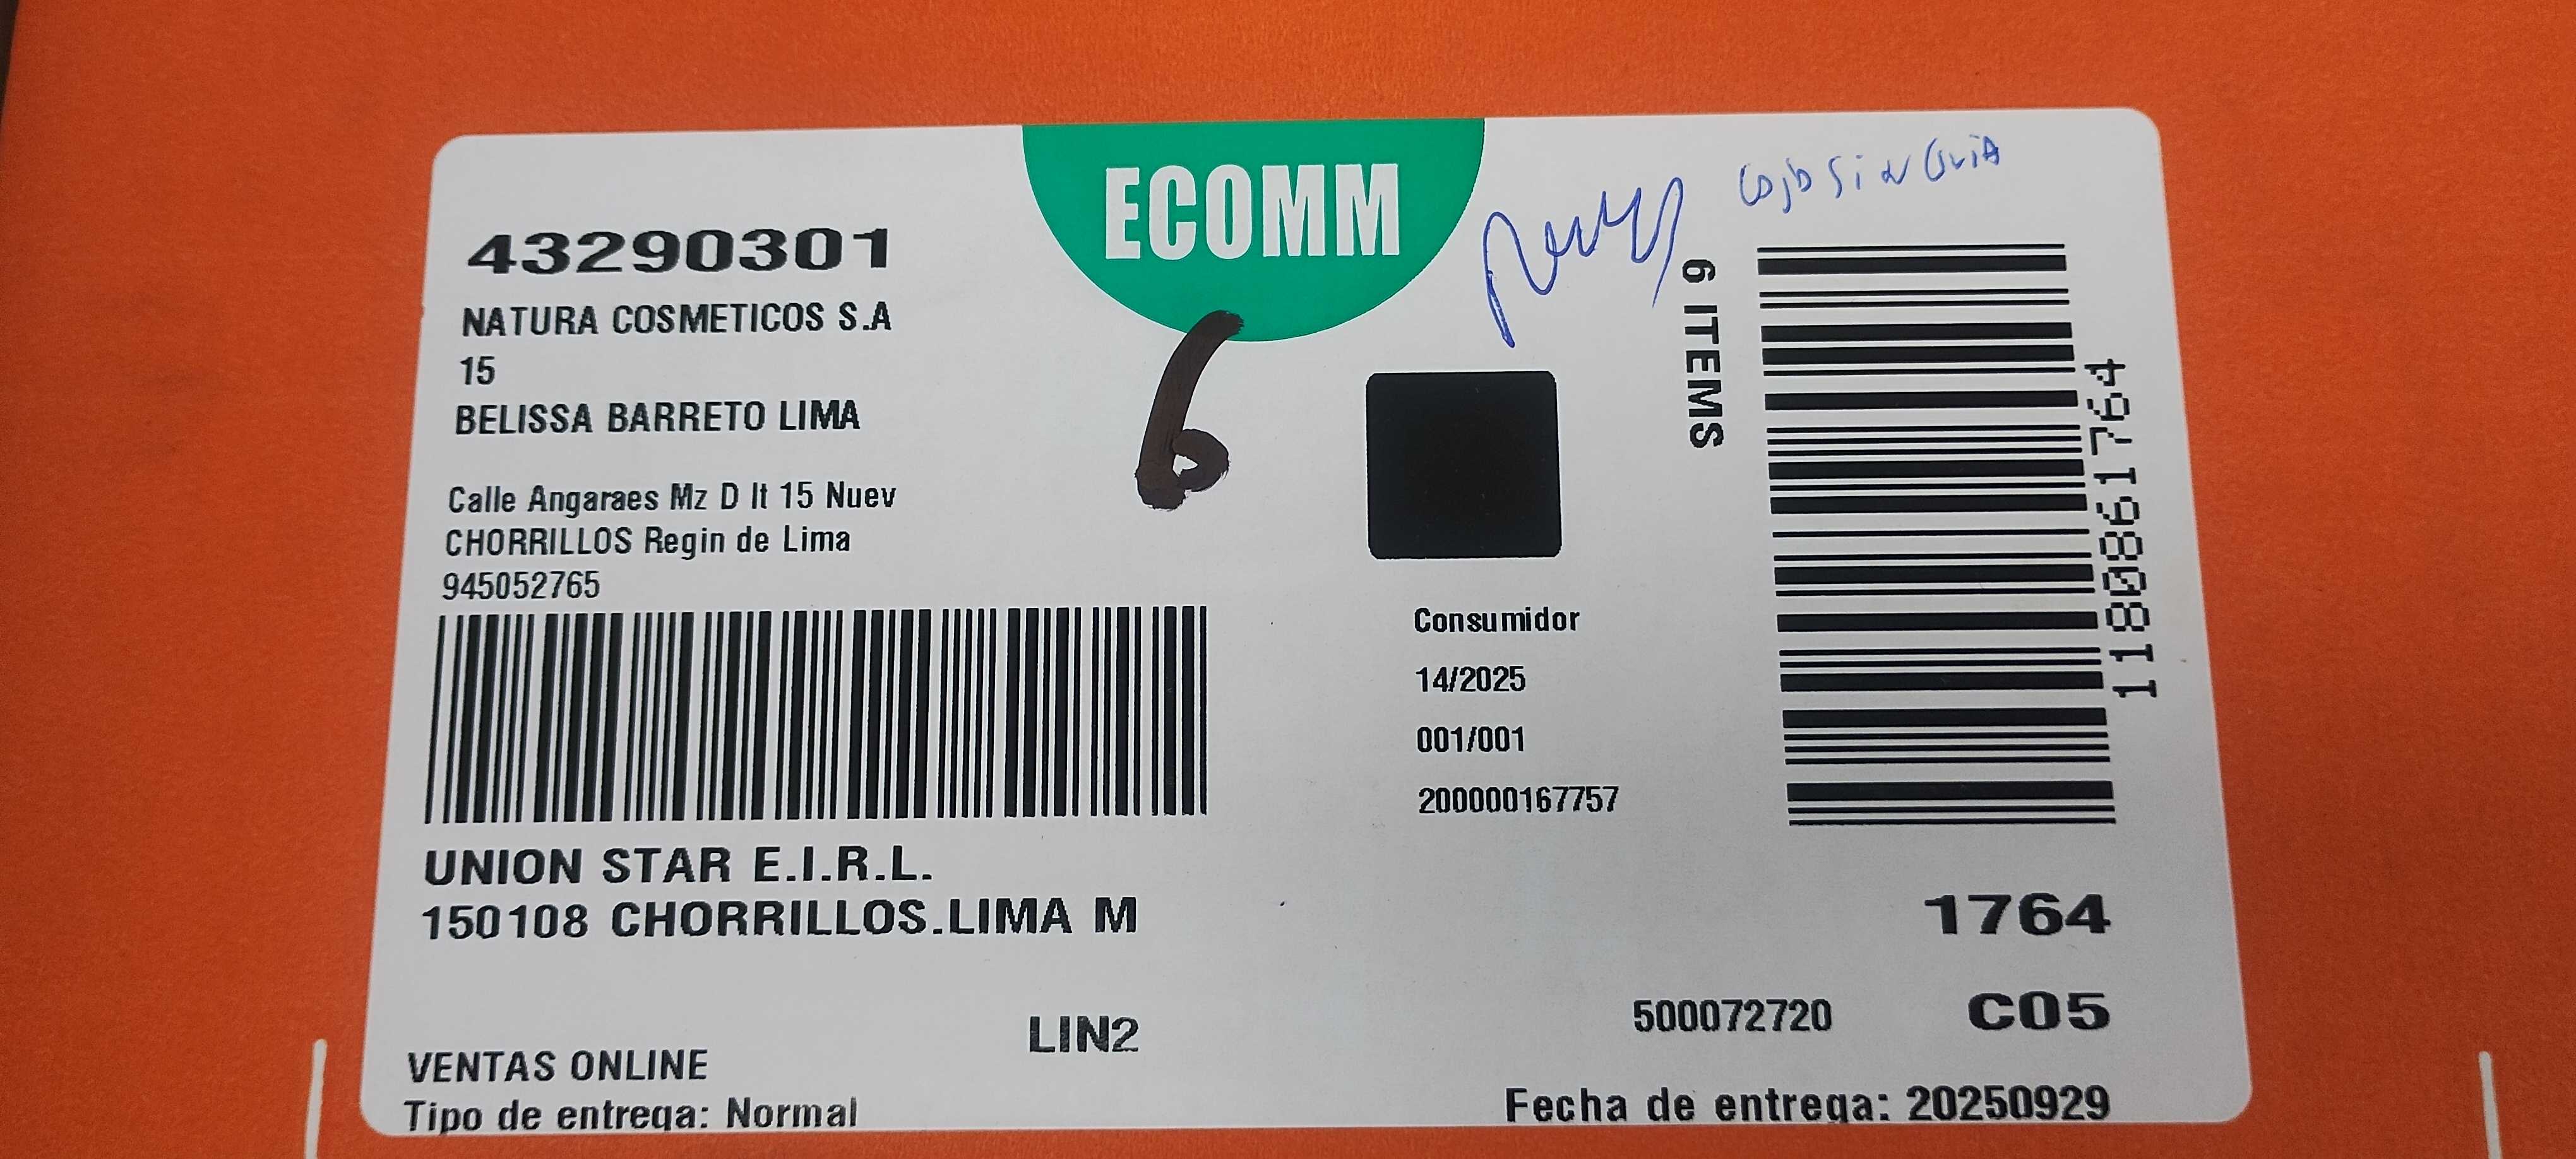 ECOMM
43290301
NATURA COSMETICOS S.A
15
BELISSA BARRETO LIMA
Calle Angaraes Mz D lt 15 Nuev
CHORRILLOS Regin de Lima
945052765
UNION STAR E.I.R.L.
150108 CHORRILLOS.LIMA M
LIN2
VENTAS ONLINE
Tipo de entrega: Normal
6
6 ITEMS
Consumidor
14/2025
001/001
200000167757
11808861764
1764
500072720 C05
Fecha de entrega: 20250929